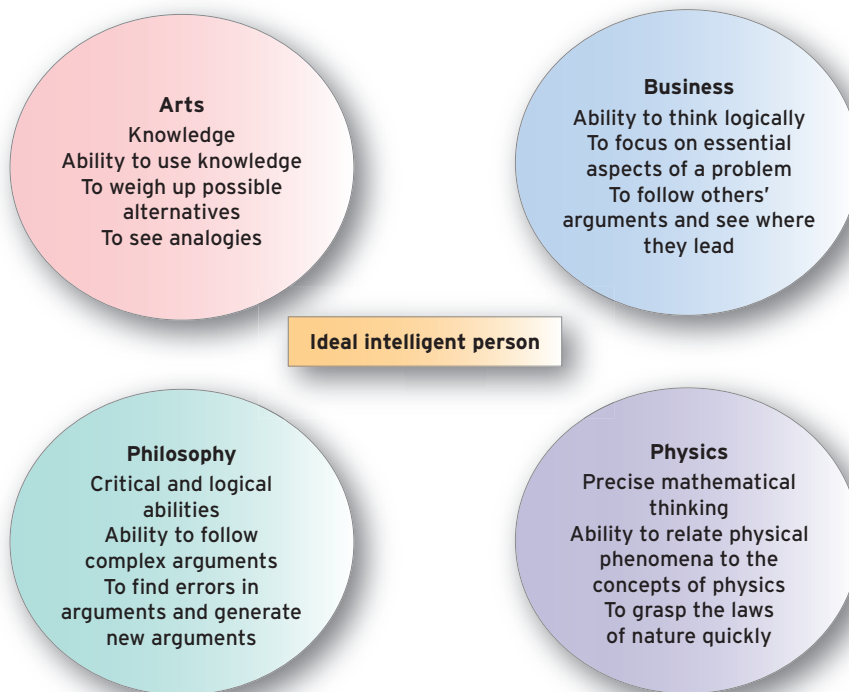 Arts
Knowledge
Ability to use knowledge
To weigh up possible
alternatives
To see analogies
Business
Ability to think logically
To focus on essential
aspects of a problem
To follow others’
arguments and see where
they lead
Ideal intelligent person
Philosophy
Critical and logical
abilities
Ability to follow
complex arguments
To find errors in
arguments and generate
new arguments
Physics
Precise mathematical
thinking
Ability to relate physical
phenomena to the
concepts of physics
To grasp the laws
of nature quickly